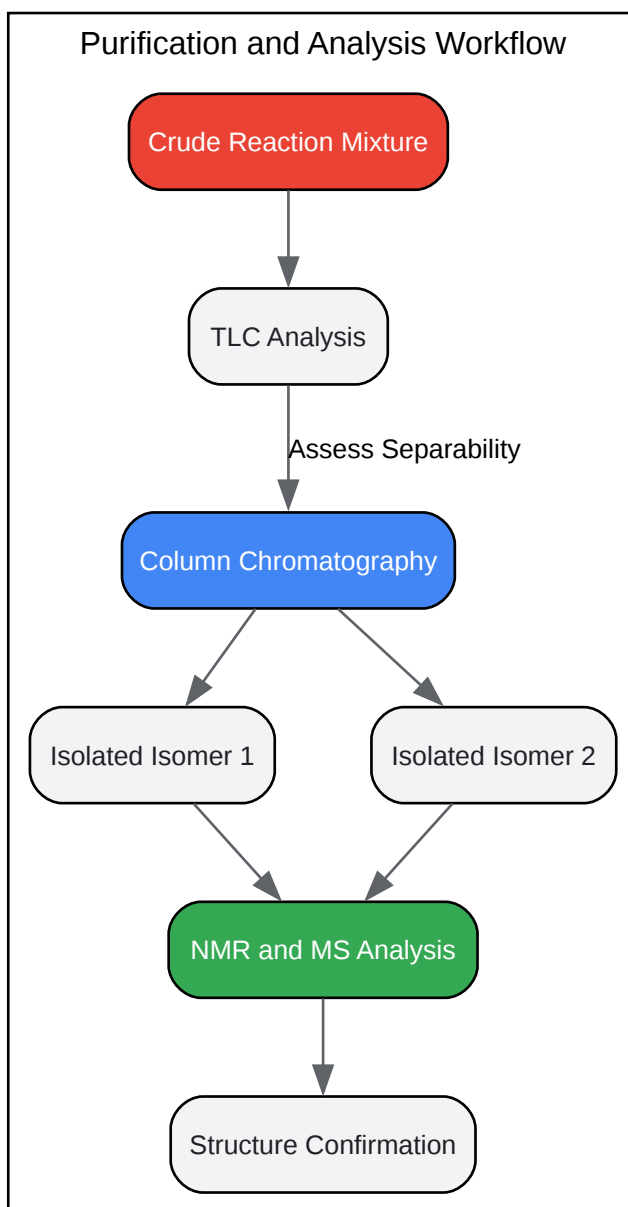 Purification and Analysis Workflow
Crude Reaction Mixture
TLC Analysis
Assess Separability
Column Chromatography
Isolated Isomer 1
Isolated Isomer 2
NMR and MS Analysis
Structure Confirmation